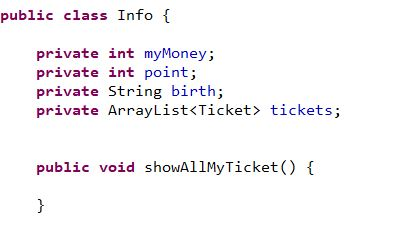 public class Info {
private int myMoney;
private int point;
private String birth;
private ArrayList<Ticket> tickets;
public void showAllMyTicket() {
}